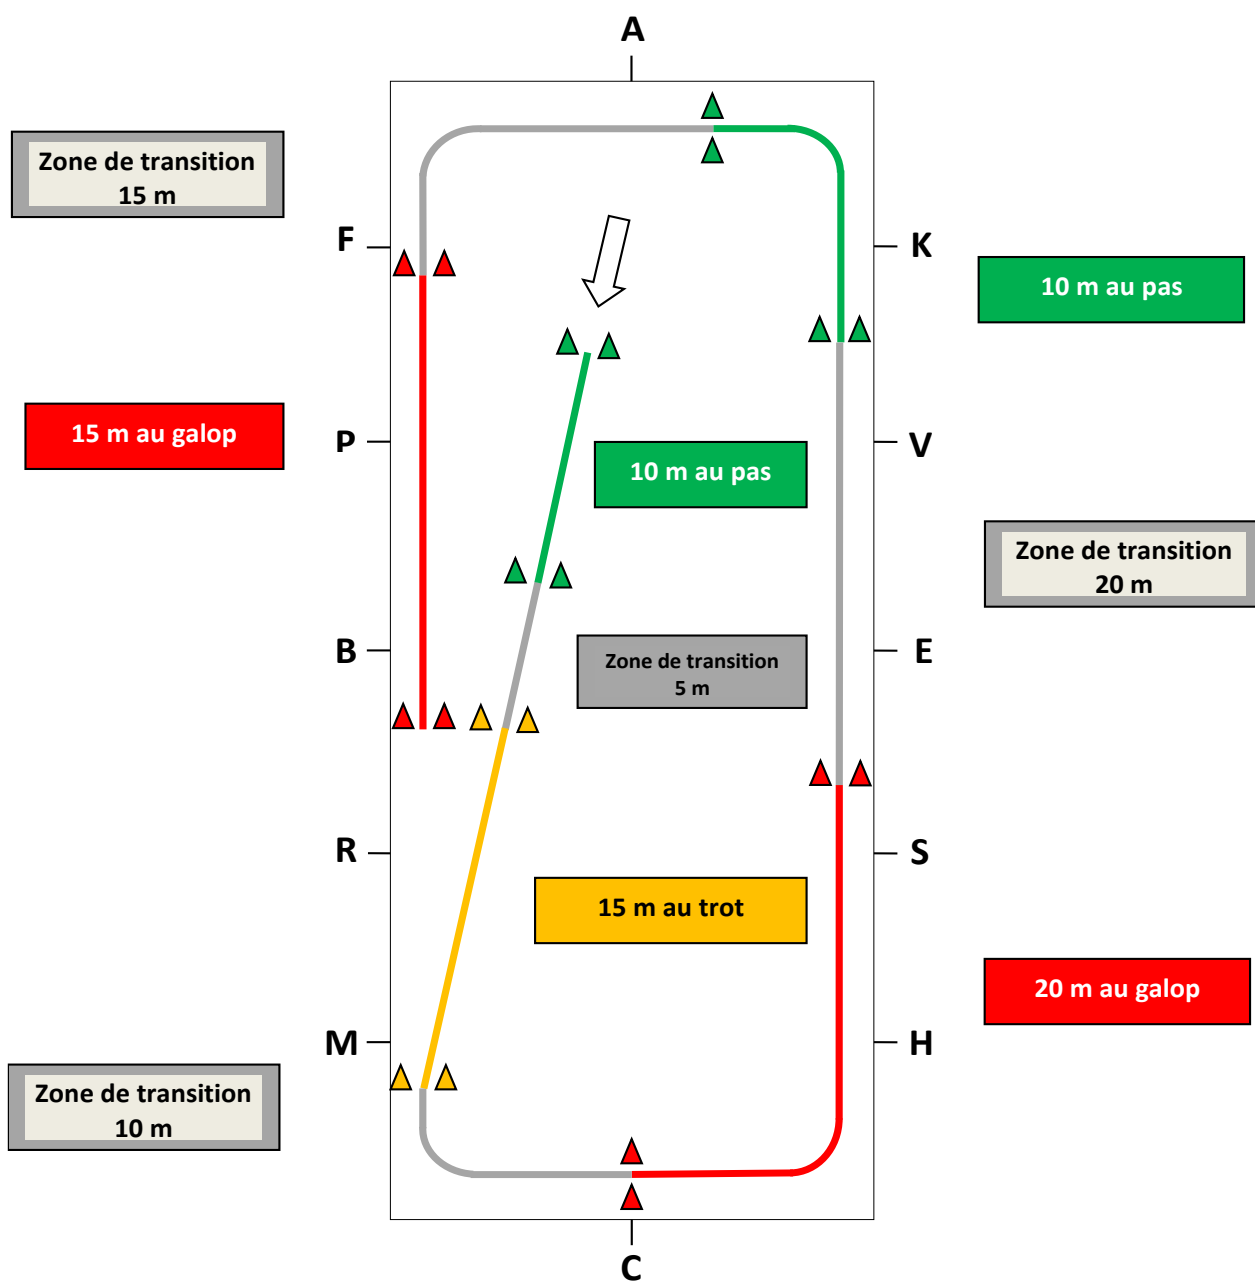 A
Zone de transition
15 m
F
K
10 m au pas
15 m au galop
P
V
10 m au pas
Zone de transition
20 m
B
E
Zone de transition
5 m
R
S
15 m au trot
20 m au galop
M
H
Zone de transition
10 m
C